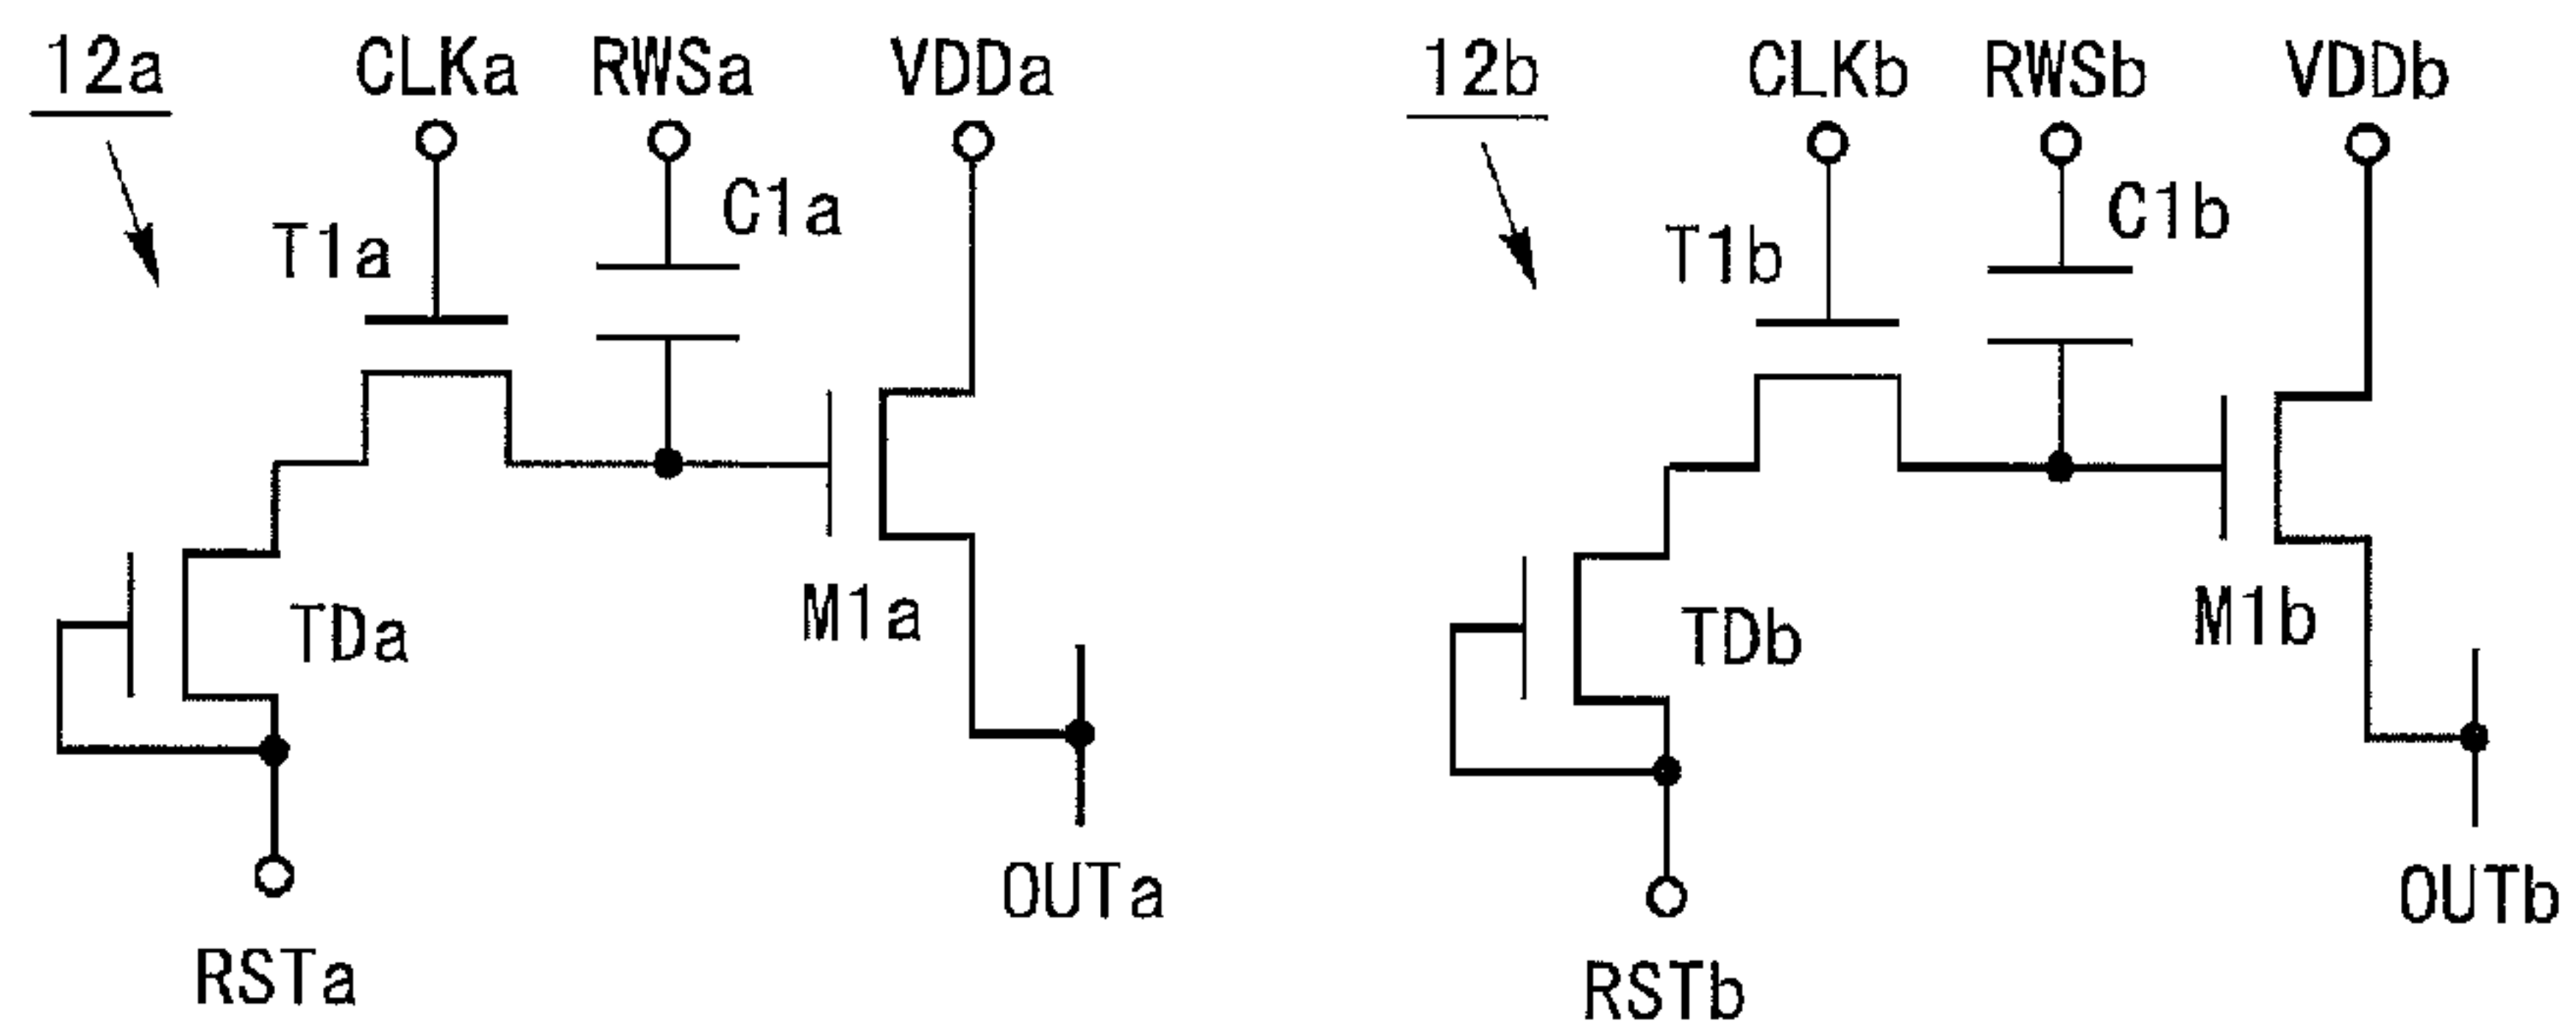 12a CLKa RWSa VDDa 12b CLKb RWSb VDDb
C1a C1b
T1a T1b
M1a M1b
TDa TDb
OUTa OUTb
RSTa RSTb